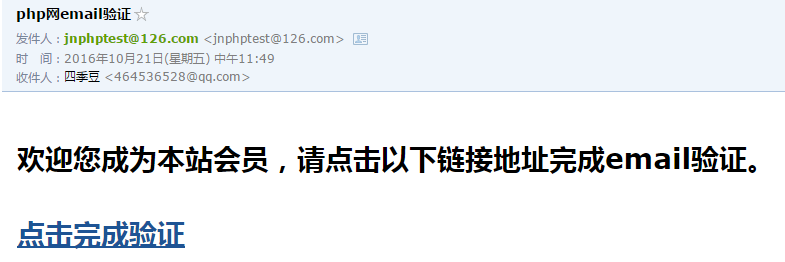 php网email验证☆
发件人：jnphptest@126.com <jnphptest@126.com>
时　间：2016年10月21日(星期五) 中午11:49
收件人：四季豆 <464536528@qq.com>
欢迎您成为本站会员，请点击以下链接地址完成email验证。
点击完成验证